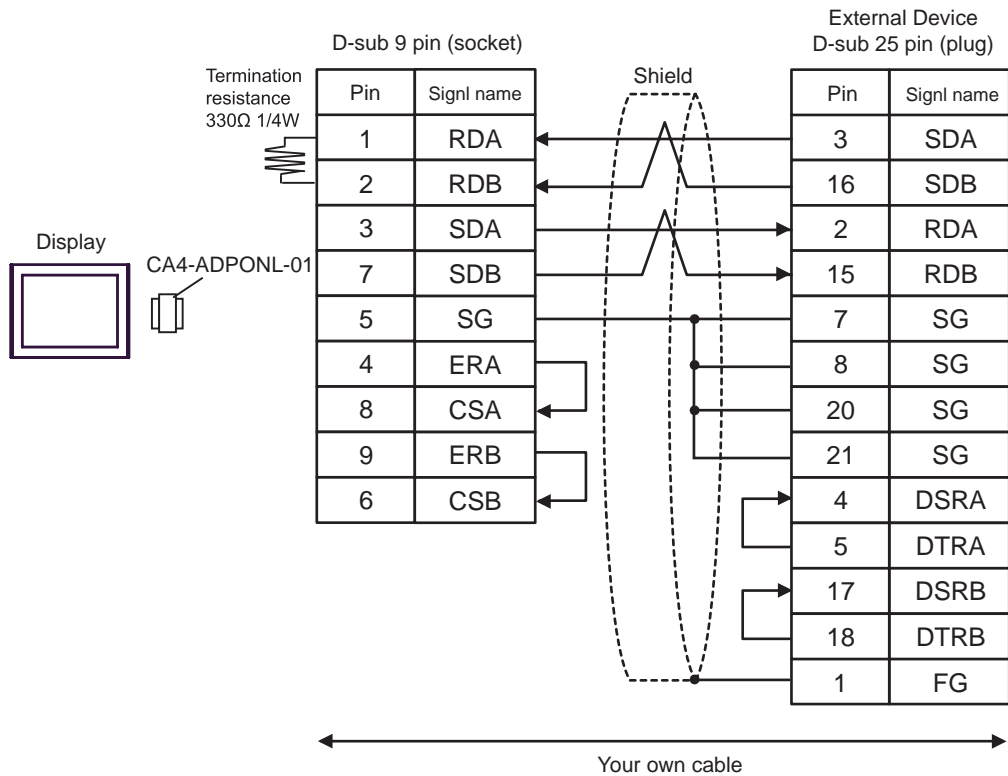 External Device
D-sub 9 pin (socket)
D-sub 25 pin (plug)
Termination
resistance
330Ω 1/4W
Shield
Pin Signl name
1 RDA
2 RDB
3 SDA
7 SDB
5 SG
4 ERA
8 CSA
9 ERB
6 CSB
Display
CA4-ADPONL-01
Pin Signl name
3 SDA
16 SDB
2 RDA
15 RDB
7 SG
8 SG
20 SG
21 SG
4 DSRA
5 DTRA
17 DSRB
18 DTRB
1 FG
Your own cable